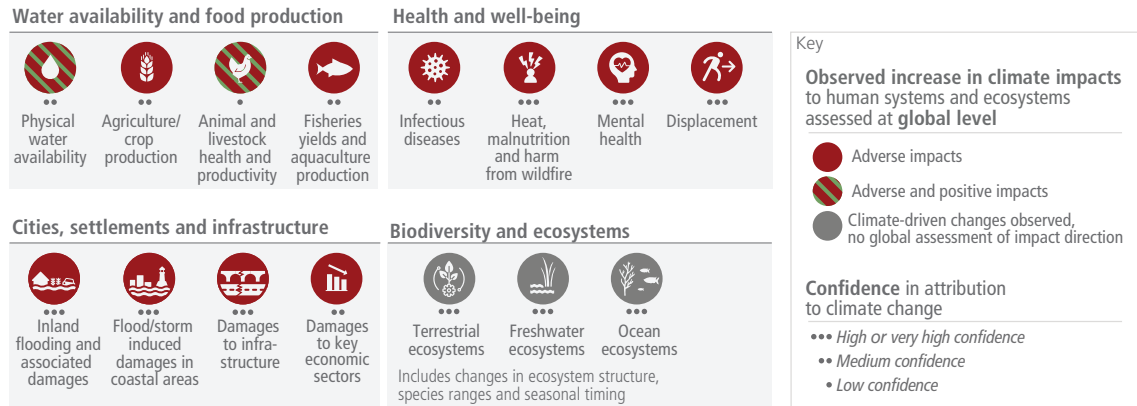 Water availability and food production
Physical
water
availability
Agriculture/
crop
production
Animal and
livestock
health and
productivity
Fisheries
yields and
aquaculture
production
Health and well-being
Infectious
diseases
Heat,
malnutrition
and harm
from wildfire
Mental
health
Displacement
Cities, settlements and infrastructure
Inland
flooding and
associated
damages
Flood/storm
induced
damages in
coastal areas
Damages
to infra-
structure
Damages
to key
economic
sectors
Biodiversity and ecosystems
Terrestrial
ecosystems
Freshwater
ecosystems
Ocean
ecosystems
Includes changes in ecosystem structure,
species ranges and seasonal timing
Key
Observed increase in climate impacts
to human systems and ecosystems
assessed at global level
Adverse impacts
Adverse and positive impacts
Climate-driven changes observed,
no global assessment of impact direction
Confidence in attribution
to climate change
••• High or very high confidence
•• Medium confidence
• Low confidence